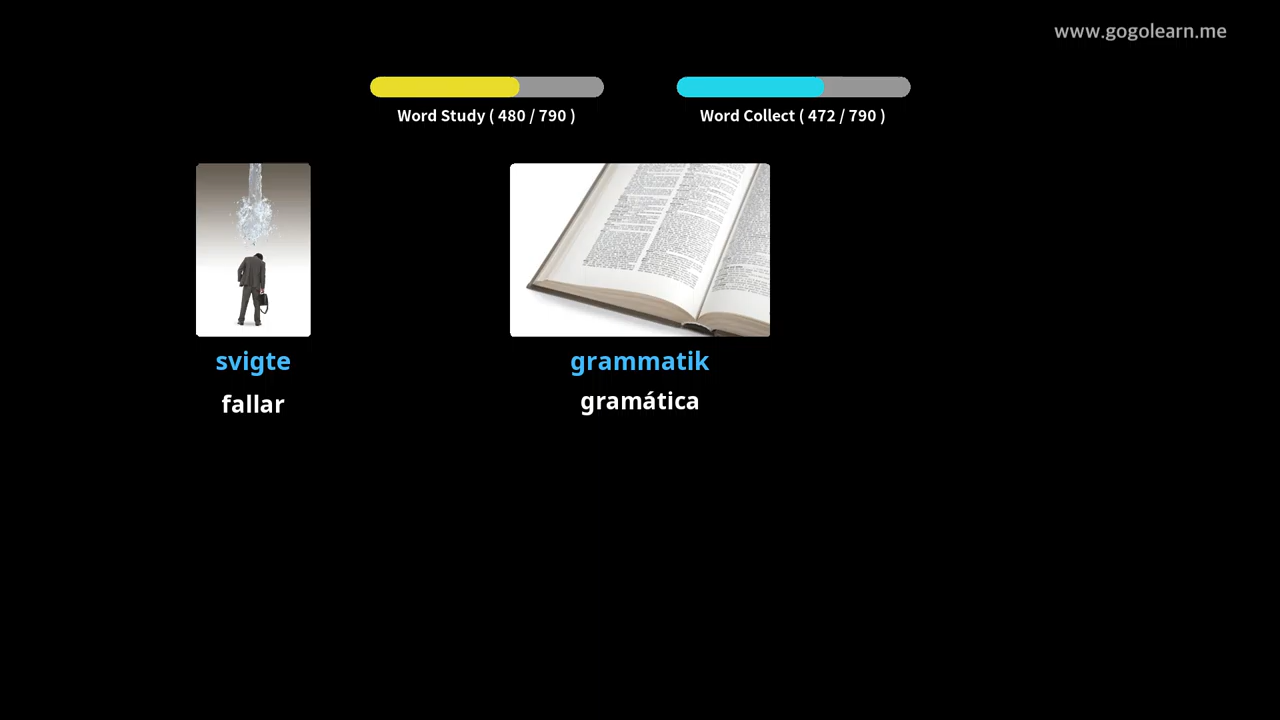 www.gogolearn.me
Word Study ( 480 / 790 )
Word Collect ( 472 / 790 )
svigte
fallar
grammatik
gramática